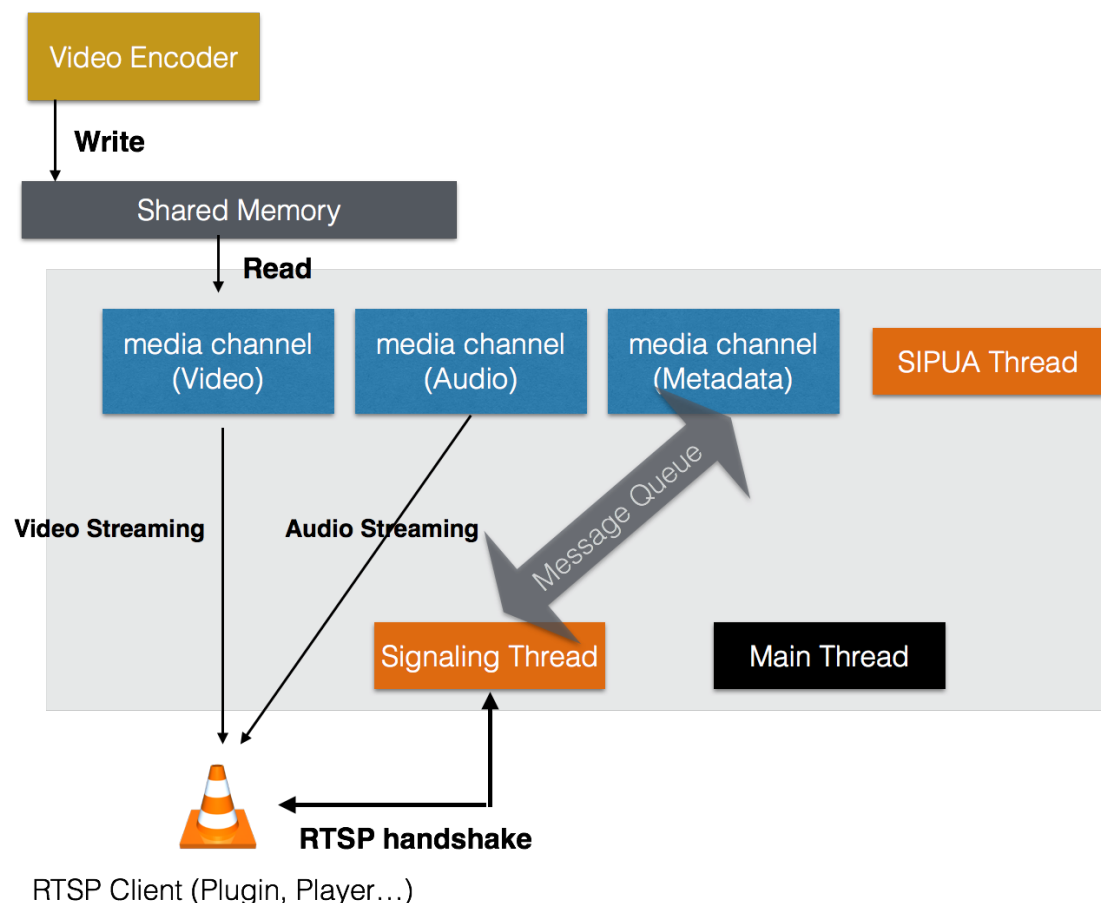 Video Encoder
Write
Shared Memory
Read
media channel
(Video)
media channel
(Audio)
media channel
(Metadata)
SIPUA Thread
Video Streaming
Audio Streaming
Message Queue
Signaling Thread
Main Thread
RTSP handshake
RTSP Client (Plugin, Player…)